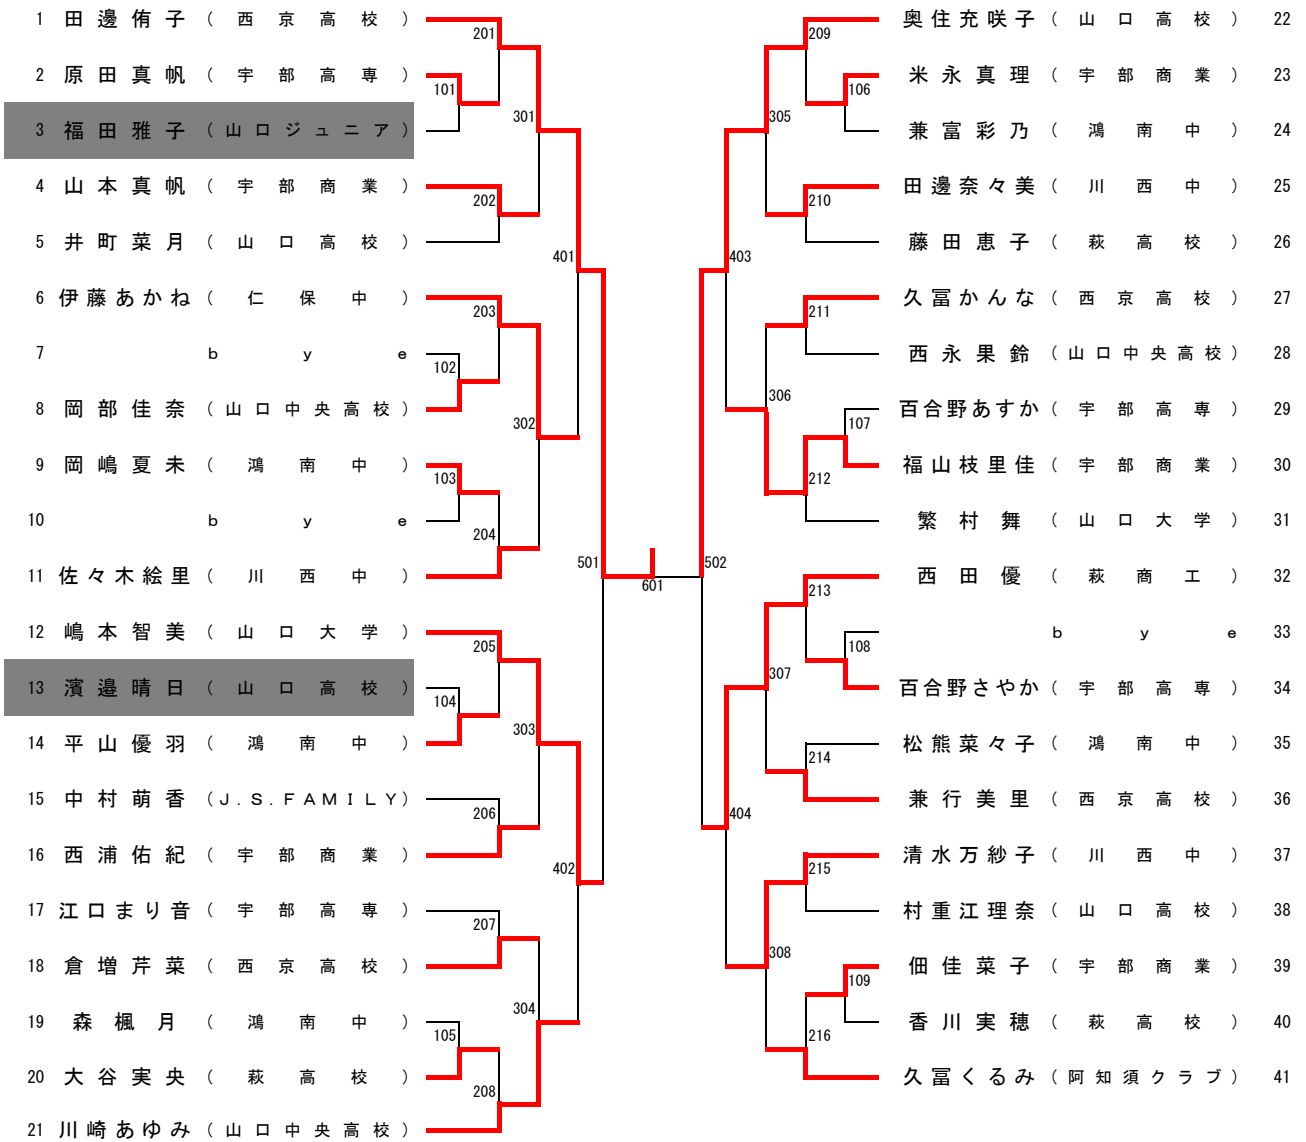 1 田邊侑子 (西京高校)
2 原田真帆 (宇部高専)
3 福田雅子 (山口ジュニア)
4 山本真帆 (宇部商業)
5 井町菜月 (山口高校)
6 伊藤あかね (仁保中)
7 bye
8 岡部佳奈 (山口中央高校)
9 岡嶋夏未 (鴻南中)
10 bye
11 佐々木絵里 (川西中)
12 嶋本智美 (山口大学)
13 濱邉晴日 (山口高校)
14 平山優羽 (鴻南中)
15 中村萌香 (J.S.FAMILY)
16 西浦佑紀 (宇部商業)
17 江口まり音 (宇部高専)
18 倉増芹菜 (西京高校)
19 森楓月 (鴻南中)
20 大谷実央 (萩高校)
21 川崎あゆみ (山口中央高校)
201
101
301
202
401
203
102
302
103
204
501
205
104
303
206
402
207
304
105
208
601
209
106
305
210
403
211
306
107
212
502
213
108
307
214
404
215
308
109
216
奥住充咲子 (山口高校) 22
米永真理 (宇部商業) 23
兼富彩乃 (鴻南中) 24
田邊奈々美 (川西中) 25
藤田恵子 (萩高校) 26
久冨かんな (西京高校) 27
西永果鈴 (山口中央高校) 28
百合野あすか (宇部高専) 29
福山枝里佳 (宇部商業) 30
繁村舞 (山口大学) 31
西田優 (萩商工) 32
bye 33
百合野さやか (宇部高専) 34
松熊菜々子 (鴻南中) 35
兼行美里 (西京高校) 36
清水万紗子 (川西中) 37
村重江理奈 (山口高校) 38
佃佳菜子 (宇部商業) 39
香川実穂 (萩高校) 40
久冨くるみ (阿知須クラブ) 41